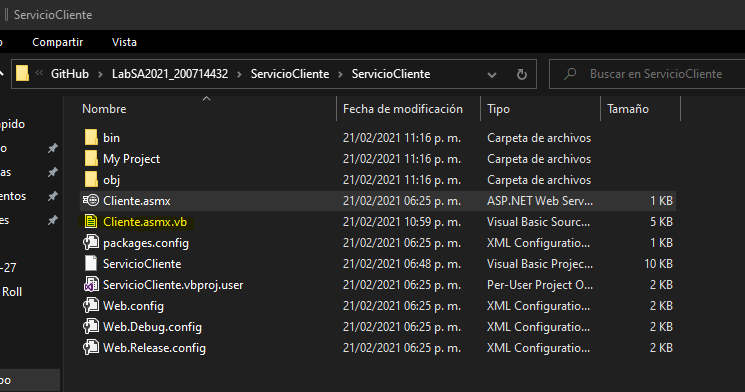 ServicioCliente
Compartir Vista
GitHub LabSA2021_200714432 ServicioCliente ServicioCliente Buscar en ServicioCliente
Nombre Fecha de modificación Tipo Tamaño
bin 21/02/2021 11:16 p. m. Carpeta de archivos
My Project 21/02/2021 11:16 p. m. Carpeta de archivos
obj 21/02/2021 11:16 p. m. Carpeta de archivos
Cliente.asmx 21/02/2021 06:25 p. m. ASP.NET Web Serv... 1 KB
Cliente.asmx.vb 21/02/2021 10:59 p. m. Visual Basic Sourc... 5 KB
packages.config 21/02/2021 06:25 p. m. XML Configuratio... 1 KB
ServicioCliente 21/02/2021 06:48 p. m. Visual Basic Projec... 10 KB
ServicioCliente.vbproj.user 21/02/2021 06:25 p. m. Per-User Project O... 2 KB
Web.config 21/02/2021 06:25 p. m. XML Configuratio... 2 KB
Web.Debug.config 21/02/2021 06:25 p. m. XML Configuratio... 2 KB
Web.Release.config 21/02/2021 06:25 p. m. XML Configuratio... 2 KB
ápido
o
as
entos
es
-27
Roll
po